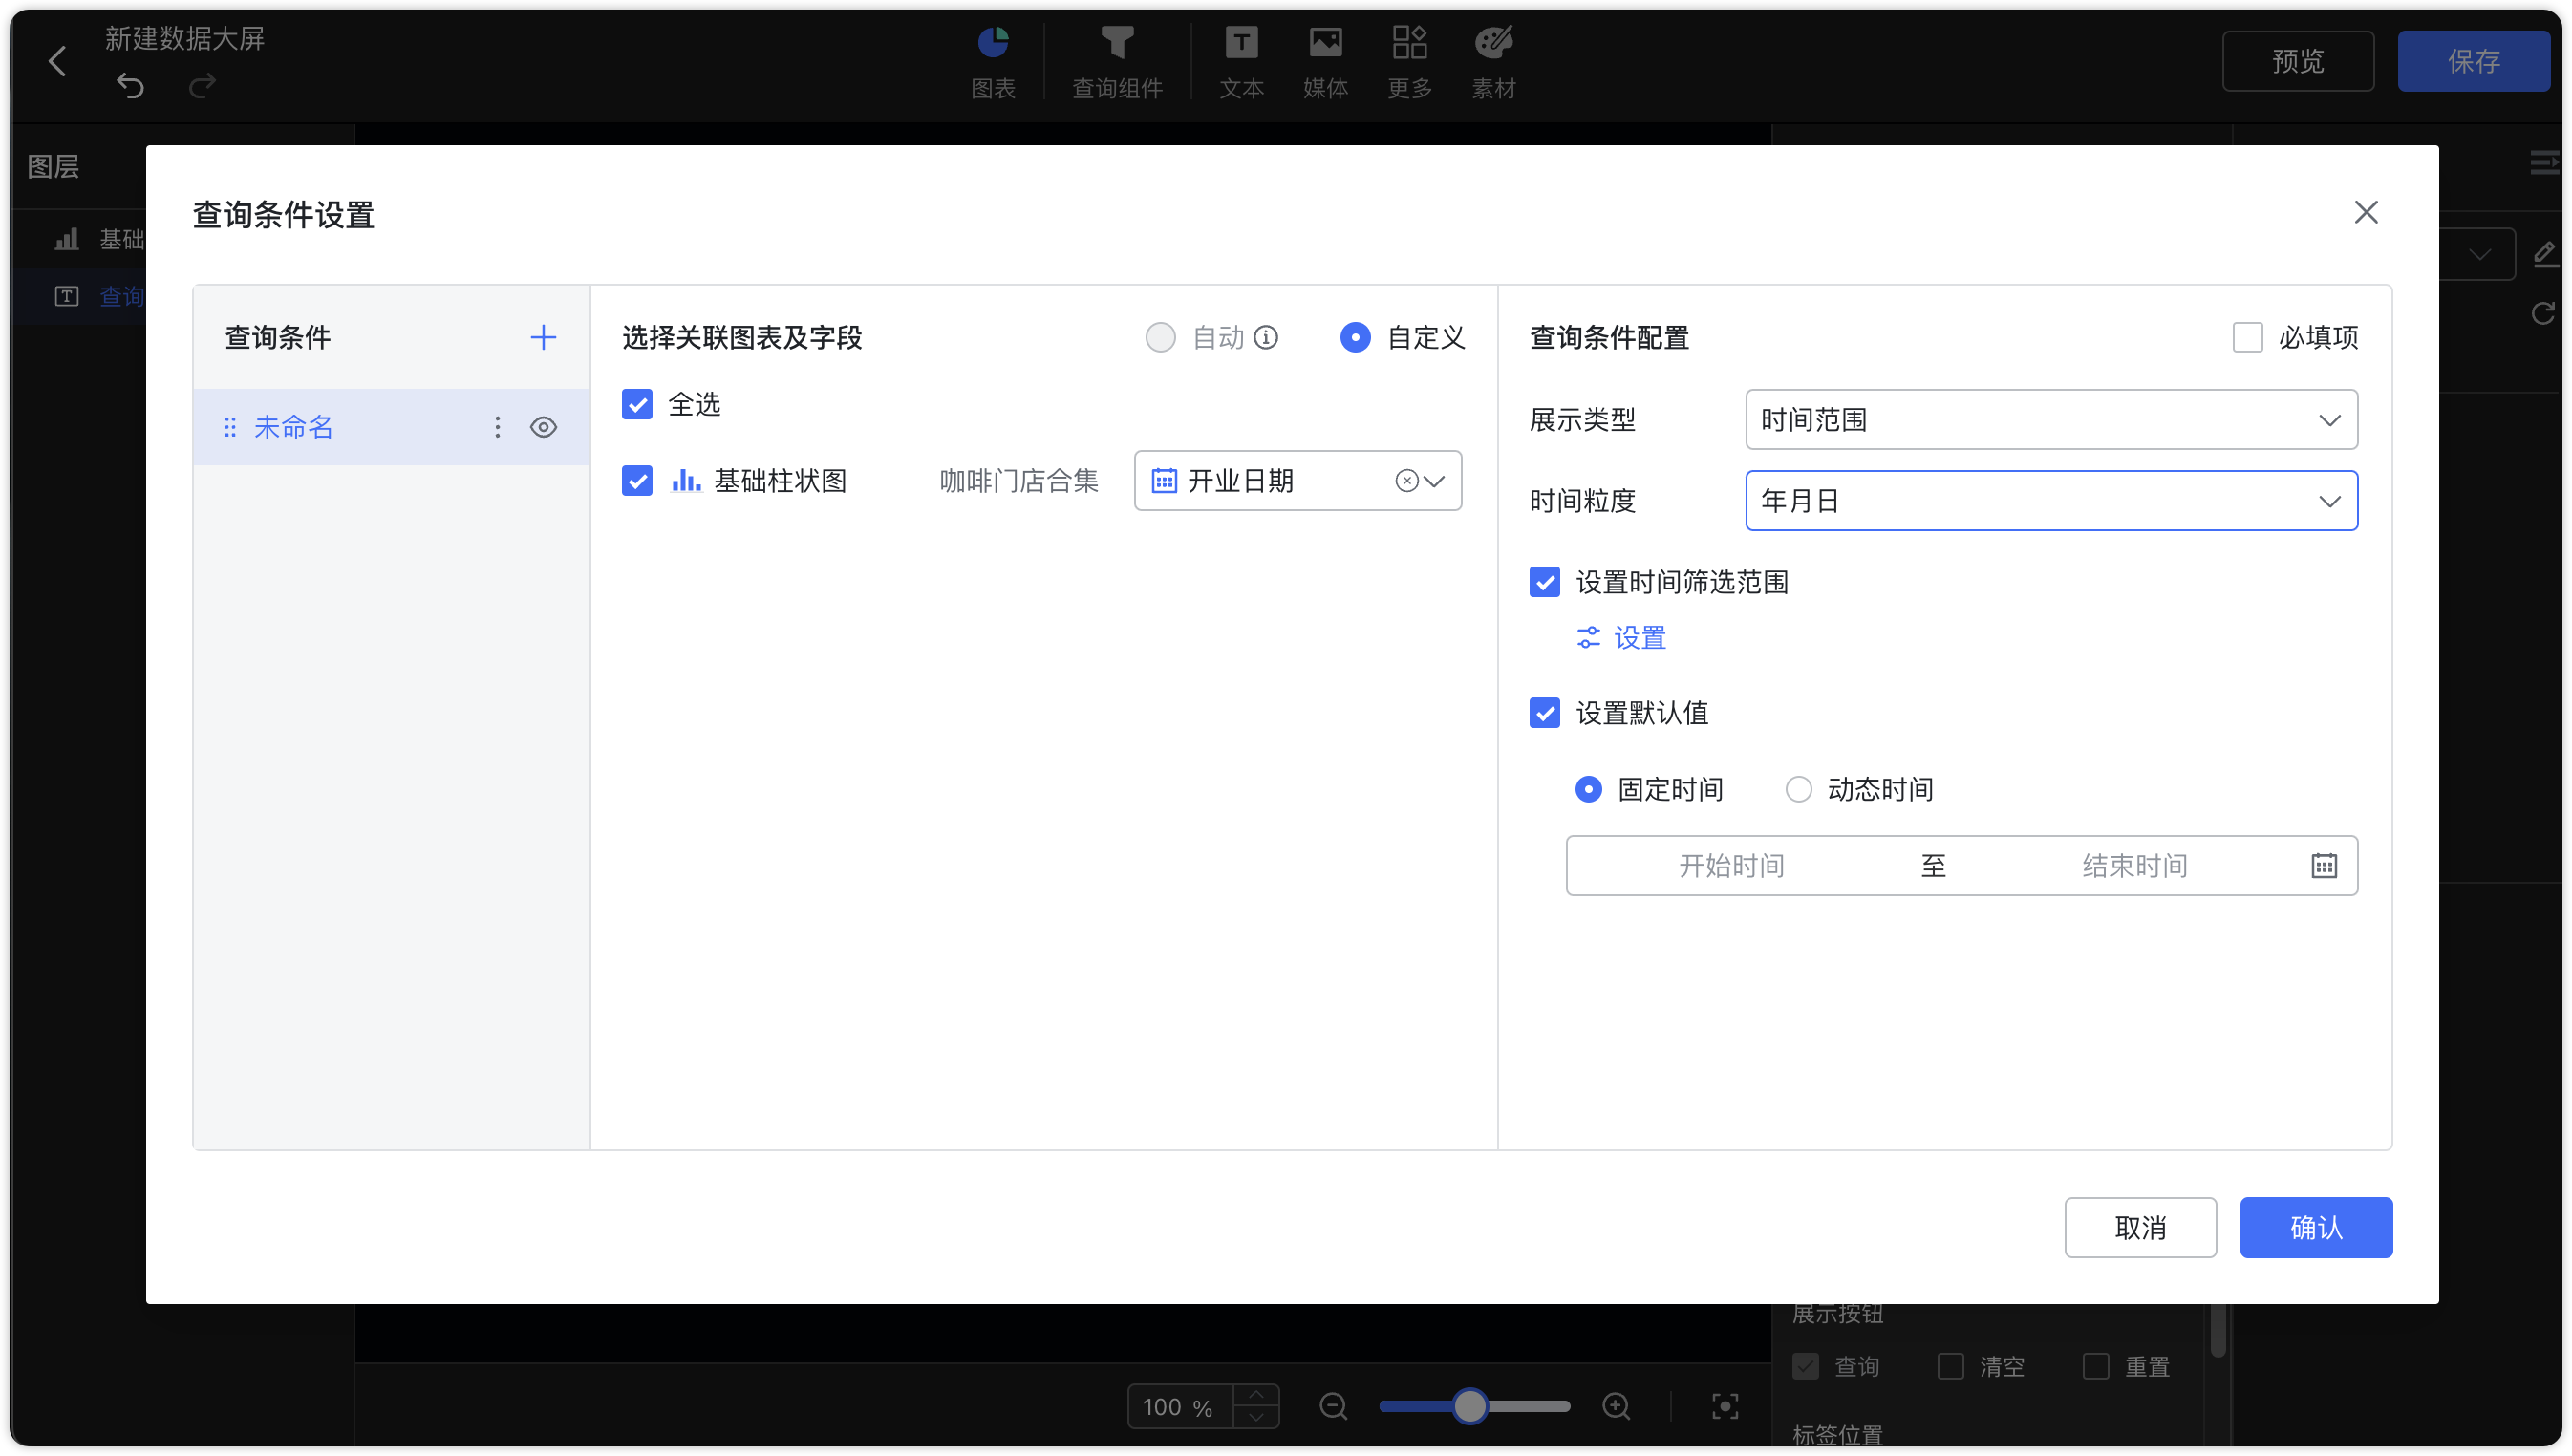 新建数据大屏
图表
查询组件
文本
媒体
更多
素材
预览
保存
图层
基础
查询
查询条件设置
查询条件
未命名
选择关联图表及字段
自动
自定义
全选
基础柱状图
咖啡门店合集
开业日期
查询条件配置
必填项
展示类型
时间范围
时间粒度
年月日
设置时间筛选范围
设置
设置默认值
固定时间
动态时间
开始时间
至
结束时间
取消
确认
展示按钮
查询
清空
重置
100 %
标签位置